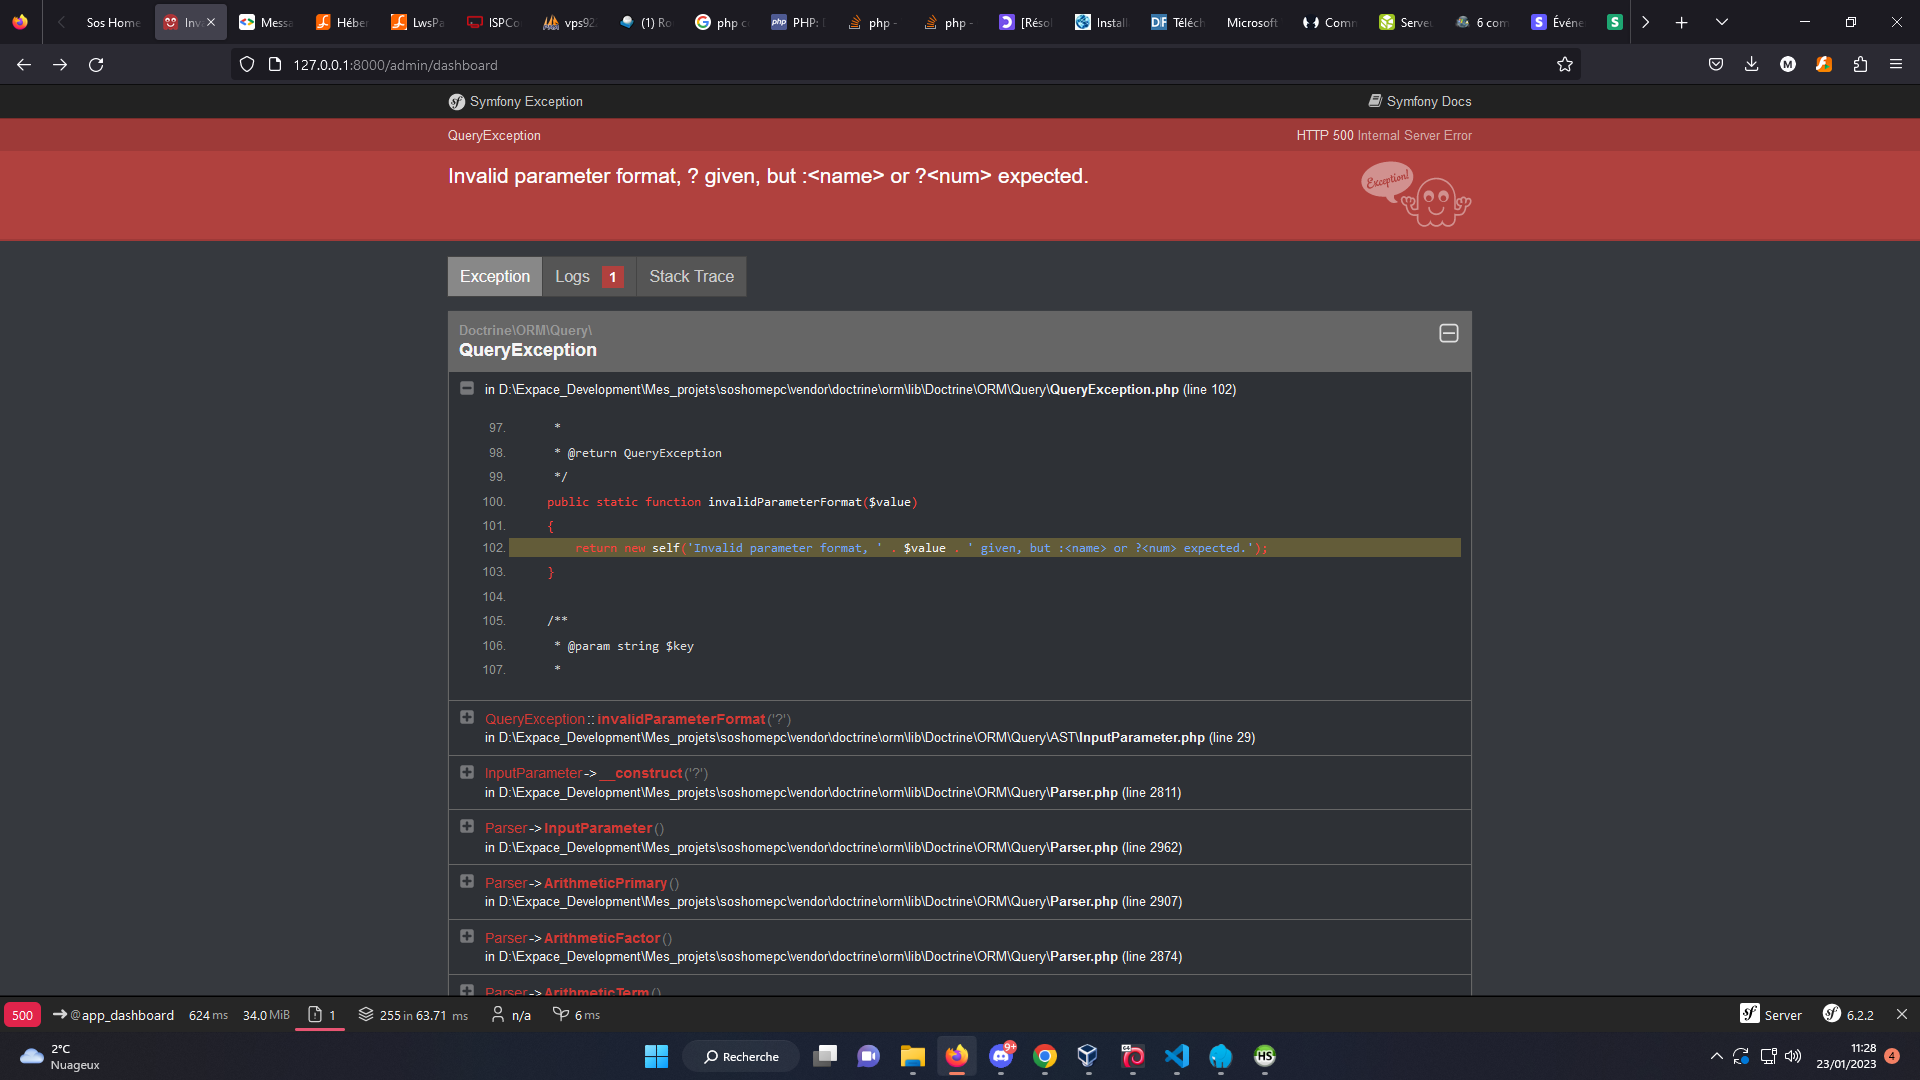 Sos Home
Inva
Messa
Héber
LwsPa
ISPCo
vps92
(1) Ro
php c
PHP:
php -
php -
[Résol
Install
Téléch
Microsoft
Comm
Serveu
6 com
Événe
127.0.0.1:8000/admin/dashboard
Symfony Exception
Symfony Docs
QueryException
HTTP 500 Internal Server Error
Invalid parameter format, ? given, but :<name> or ?<num> expected.
Exception!
Exception
Logs 1
Stack Trace
Doctrine\ORM\Query\
QueryException
in D:\Expace_Development\Mes_projets\soshomepc\vendor\doctrine\orm\lib\Doctrine\ORM\Query\QueryException.php (line 102)
97. *
98. * @return QueryException
99. */
100. public static function invalidParameterFormat($value)
101. {
102. return new self('Invalid parameter format, ' . $value . ' given, but :<name> or ?<num> expected.');
103. }
104.
105. /**
106. * @param string $key
107. *
QueryException::invalidParameterFormat('?')
in D:\Expace_Development\Mes_projets\soshomepc\vendor\doctrine\orm\lib\Doctrine\ORM\Query\AST\InputParameter.php (line 29)
InputParameter->__construct('?')
in D:\Expace_Development\Mes_projets\soshomepc\vendor\doctrine\orm\lib\Doctrine\ORM\Query\Parser.php (line 2811)
Parser->InputParameter()
in D:\Expace_Development\Mes_projets\soshomepc\vendor\doctrine\orm\lib\Doctrine\ORM\Query\Parser.php (line 2962)
Parser->ArithmeticPrimary()
in D:\Expace_Development\Mes_projets\soshomepc\vendor\doctrine\orm\lib\Doctrine\ORM\Query\Parser.php (line 2907)
Parser->ArithmeticFactor()
in D:\Expace_Development\Mes_projets\soshomepc\vendor\doctrine\orm\lib\Doctrine\ORM\Query\Parser.php (line 2874)
Parser->ArithmeticTerm()
500 @app_dashboard 624 ms 34.0 MiB 1 255 in 63.71 ms n/a 6 ms
Server 6.2.2
2°C
Nuageux
Recherche
9+
11:28
23/01/2023
4